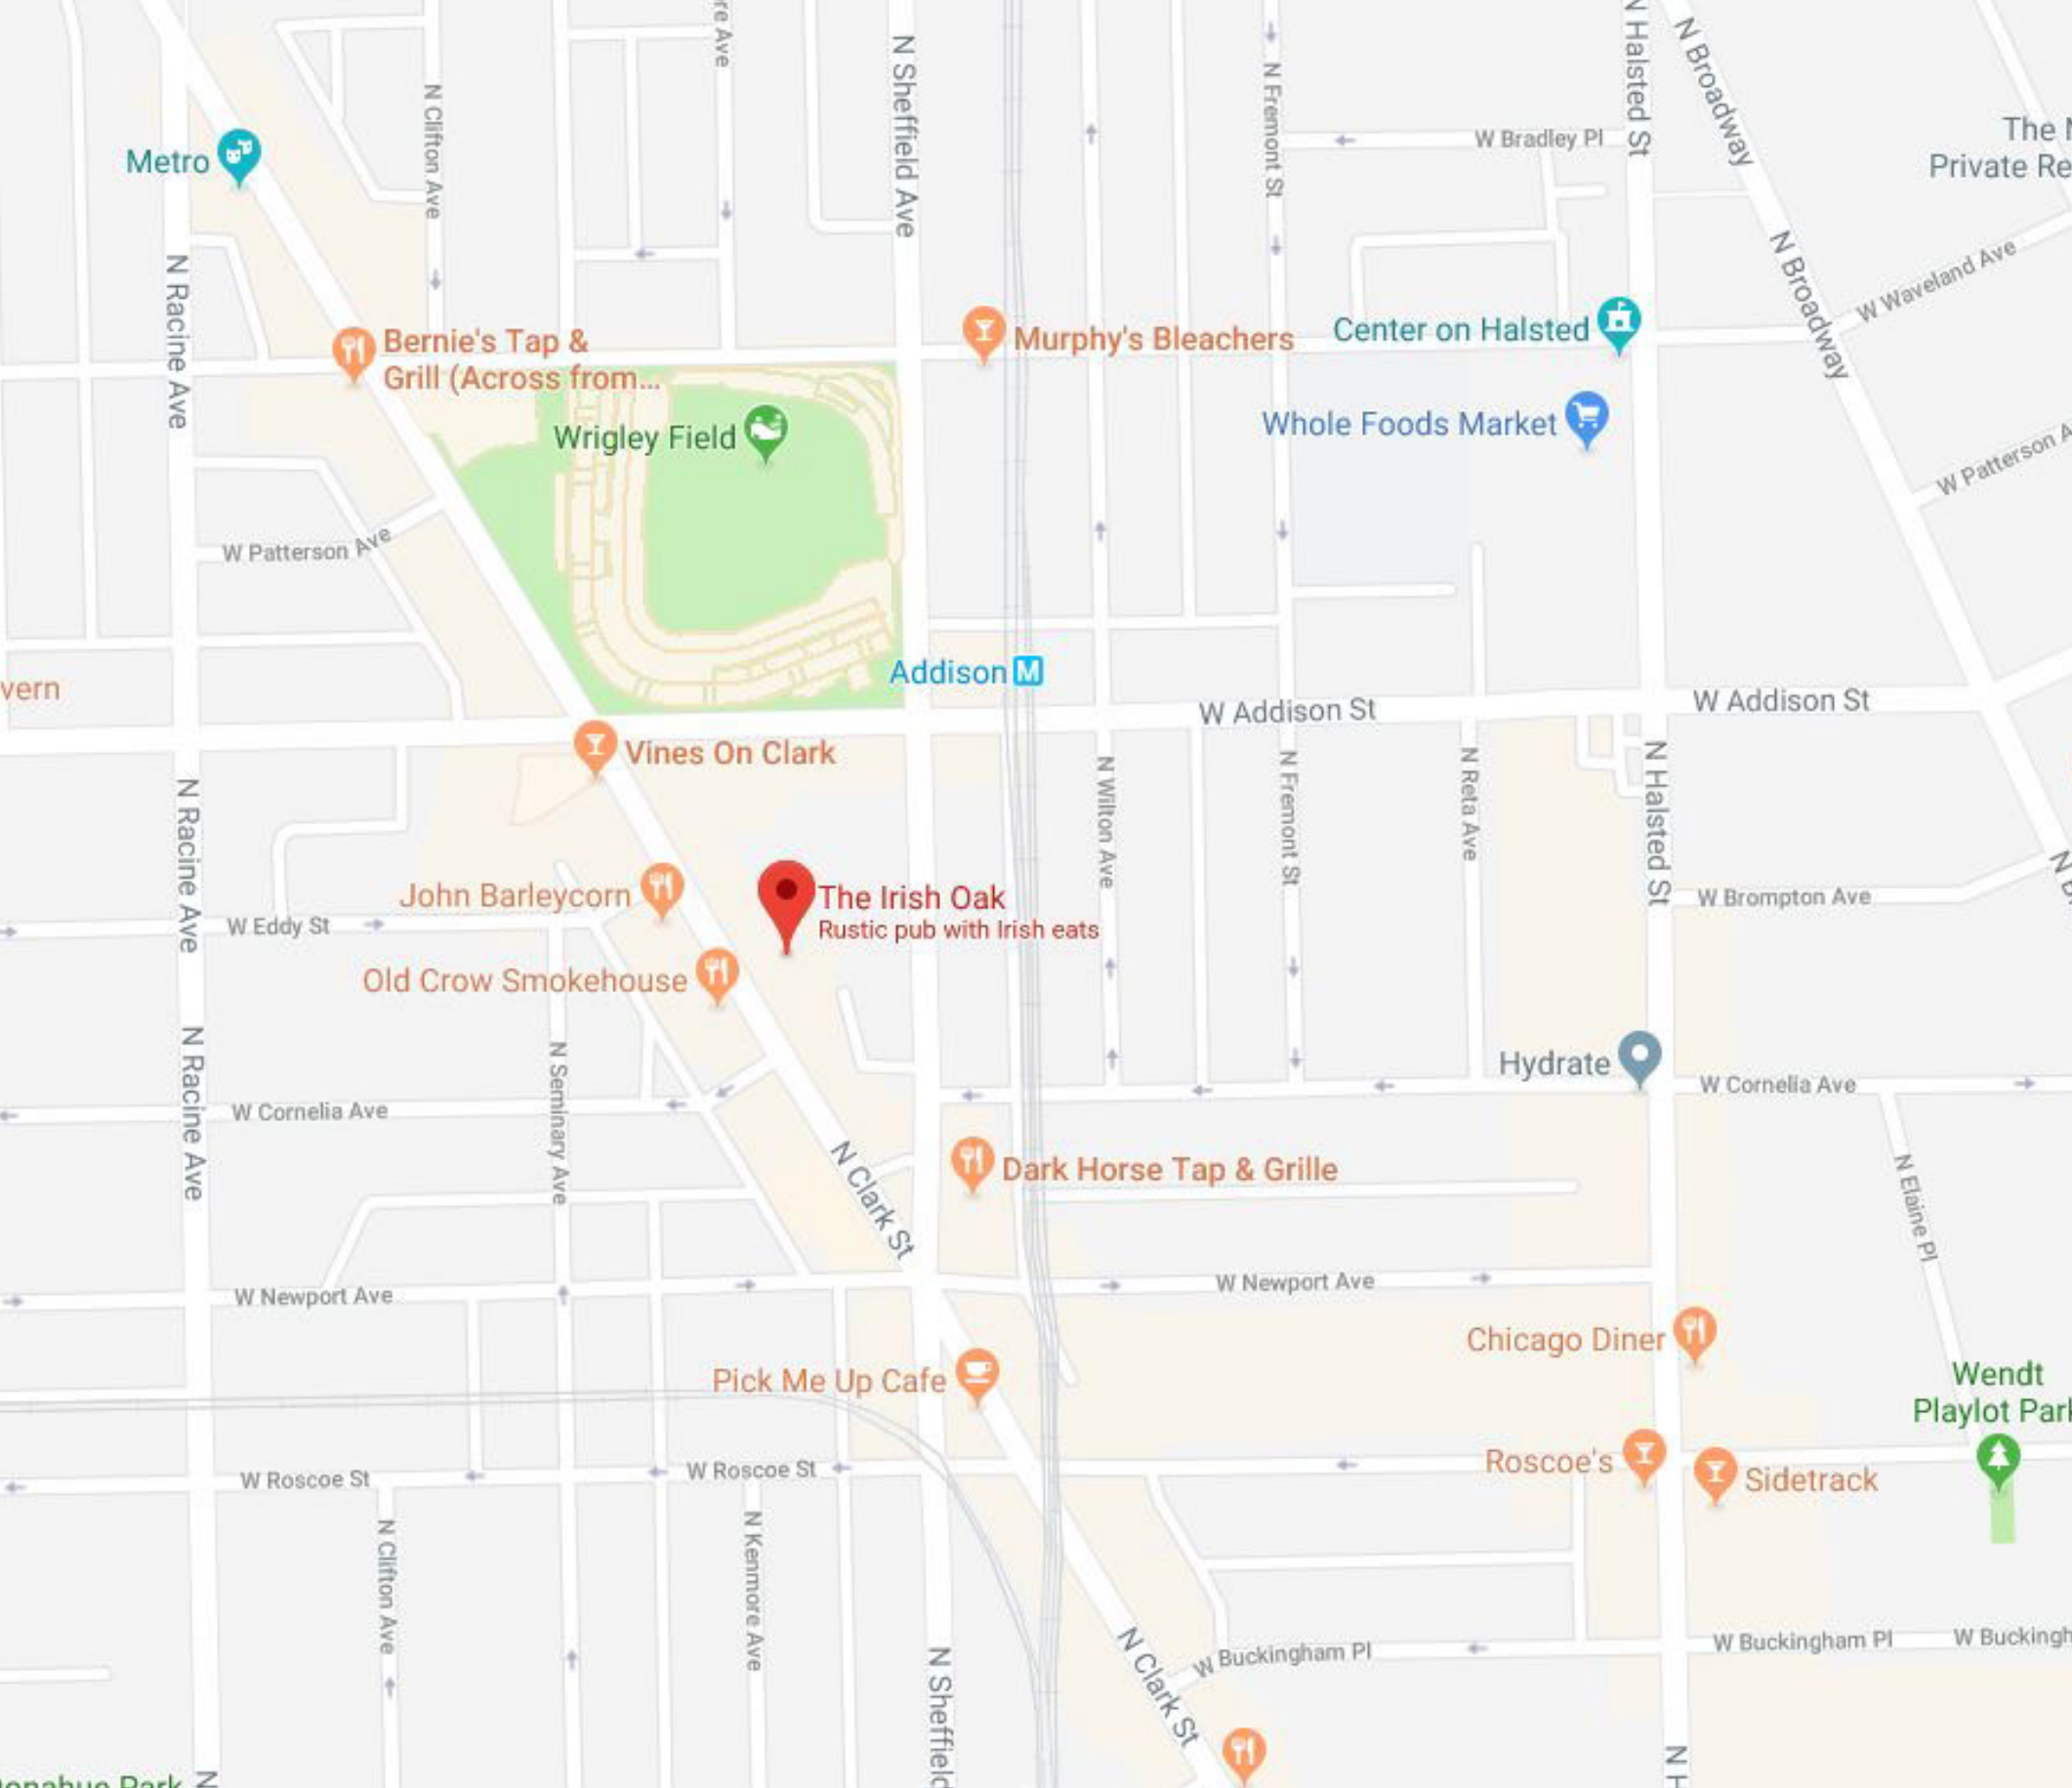 re Ave
N Halsted St
N Broadway
N Sheffield Ave
N Fremont St
N Clifton Ave
The
Private Re
W Bradley Pl
Metro
N Racine Ave
N Broadway
W Waveland Ave
Bernie's Tap &
Grill (Across from...
Murphy's Bleachers
Center on Halsted
Wrigley Field
Whole Foods Market
W Patterson A
W Patterson Ave
Addison M
vern
W Addison St
W Addison St
Vines On Clark
N Racine Ave
N Wilton Ave
N Fremont St
N Reta Ave
N Halsted St
John Barleycorn
The Irish Oak
Rustic pub with Irish eats
W Eddy St
W Brompton Ave
Old Crow Smokehouse
N Racine Ave
N Seminary Ave
Hydrate
W Cornelia Ave
W Cornelia Ave
N Clark St
Dark Horse Tap & Grille
N Elaine Pl
W Newport Ave
W Newport Ave
Chicago Diner
Pick Me Up Cafe
Wendt
Playlot Park
Roscoe's
Sidetrack
W Roscoe St
W Roscoe St
N Clifton Ave
N Kenmore Ave
N Sheffield
N Clark St
W Buckingham Pl
W Buckingham Pl
W Buckingh
onahue Park
N
N H